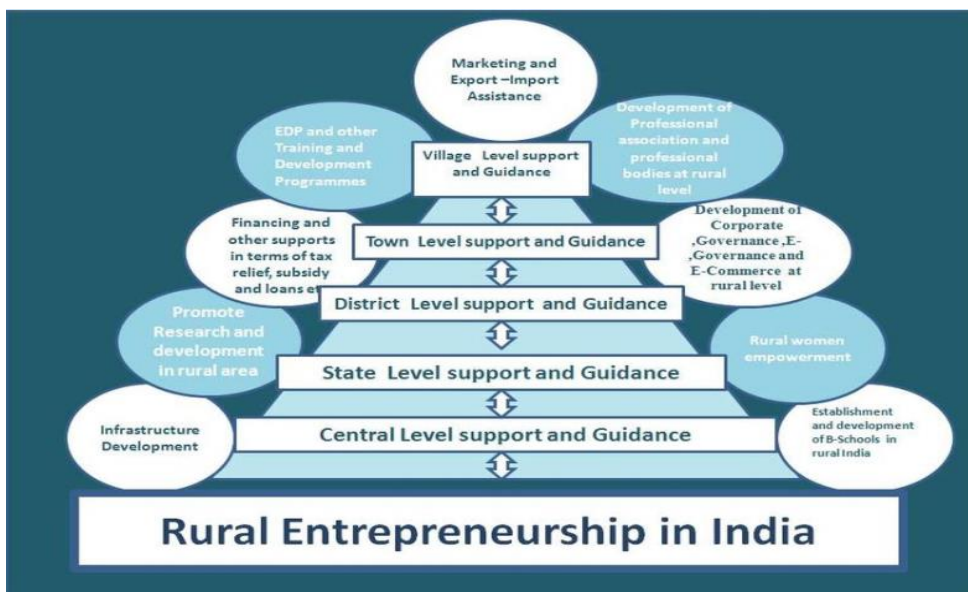 Marketing and
Export –Import
Assistance
EDP and other
Training and
Development
Programmes
Development of
Professional
association and
professional
bodies at rural
level
Village Level support
and Guidance
Financing and
other supports
in terms of tax
relief, subsidy
and loans et
Town Level support and Guidance
Development of
Corporate
,Governance ,E-
,Governance and
E-Commerce at
rural level
District Level support and Guidance
Promote
Research and
development
in rural area
Rural women
empowerment
State Level support and Guidance
Infrastructure
Development
Central Level support and Guidance
Establishment
and development
of B-Schools in
rural India
Rural Entrepreneurship in India